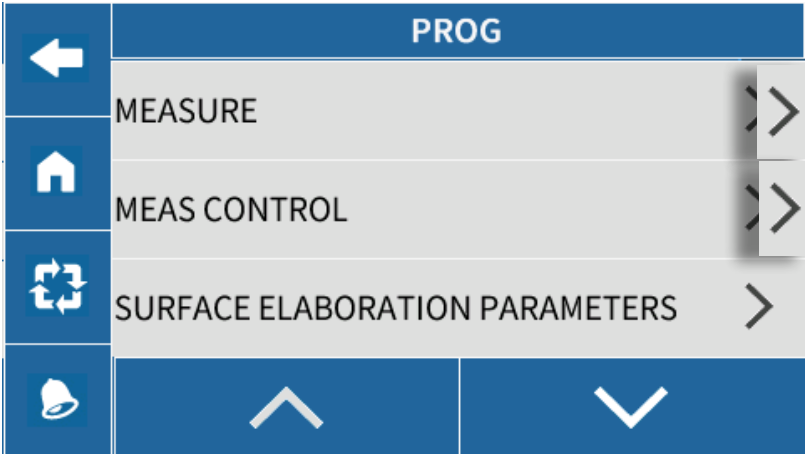 PROG
MEASURE
MEAS CONTROL
SURFACE ELABORATION PARAMETERS